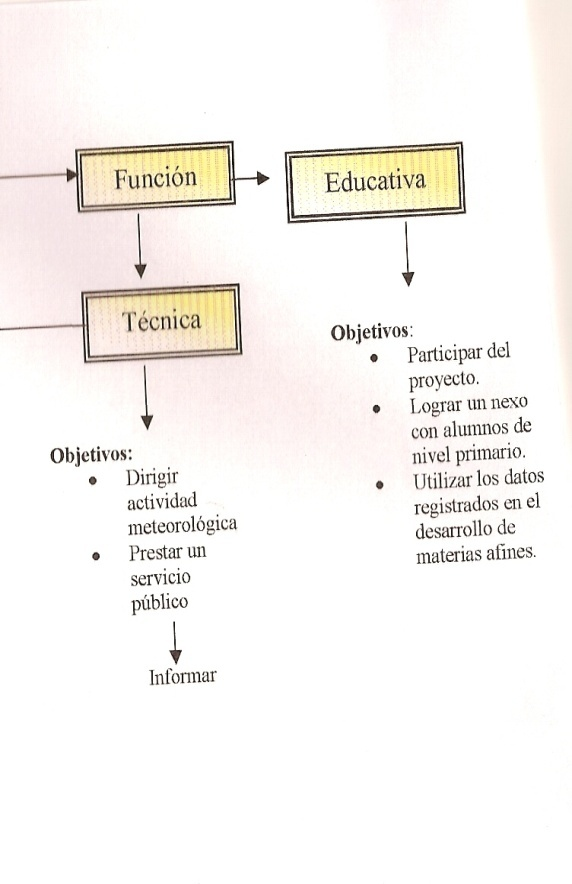 Función
Educativa
Técnica
Objetivos:
• Dirigir
actividad
meteorológica
• Prestar un
servicio
público
Informar
Objetivos:
• Participar del
proyecto.
• Lograr un nexo
con alumnos de
nivel primario.
• Utilizar los datos
registrados en el
desarrollo de
materias afines.